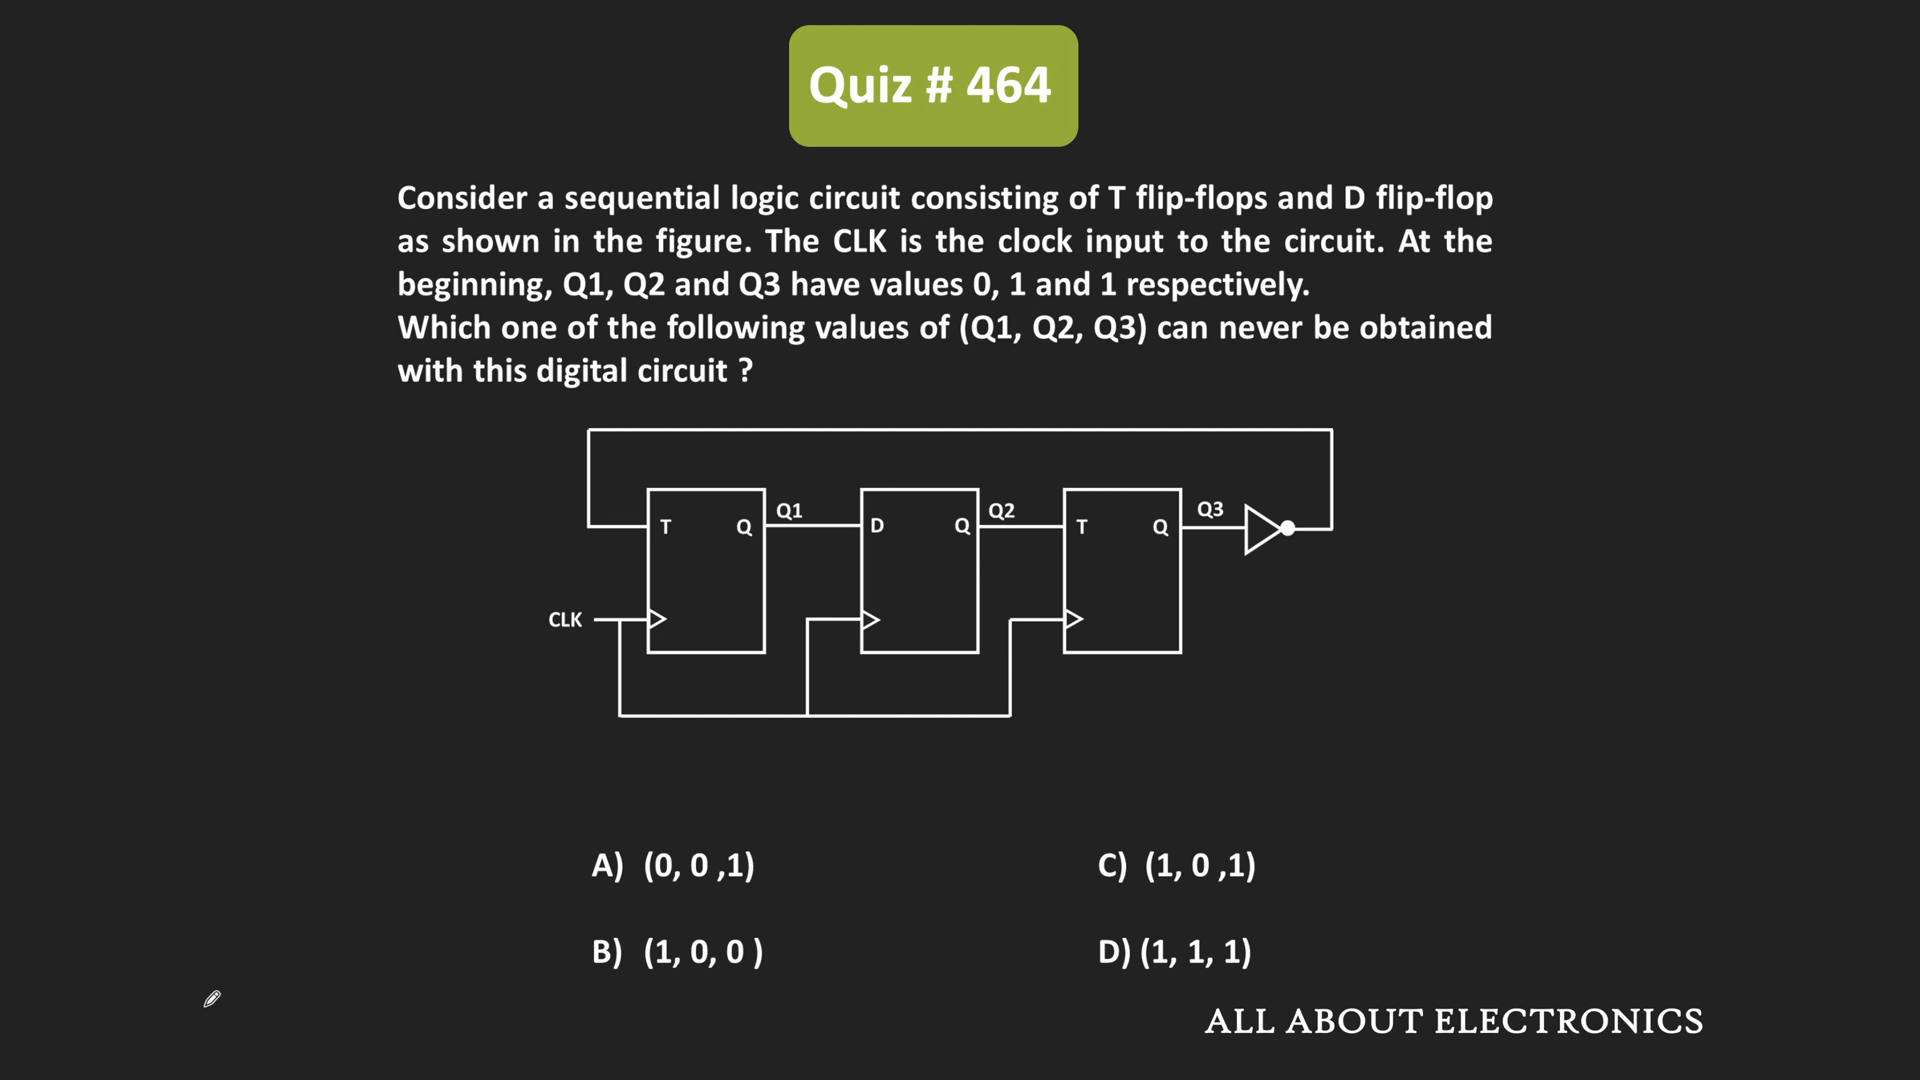 Quiz # 464
Consider a sequential logic circuit consisting of T flip-flops and D flip-flop
as shown in the figure. The CLK is the clock input to the circuit. At the
beginning, Q1, Q2 and Q3 have values 0, 1 and 1 respectively.
Which one of the following values of (Q1, Q2, Q3) can never be obtained
with this digital circuit ?
T Q Q1 D Q Q2 T Q Q3
CLK
A) (0, 0 ,1)
C) (1, 0 ,1)
B) (1, 0, 0 )
D) (1, 1, 1)
ALL ABOUT ELECTRONICS